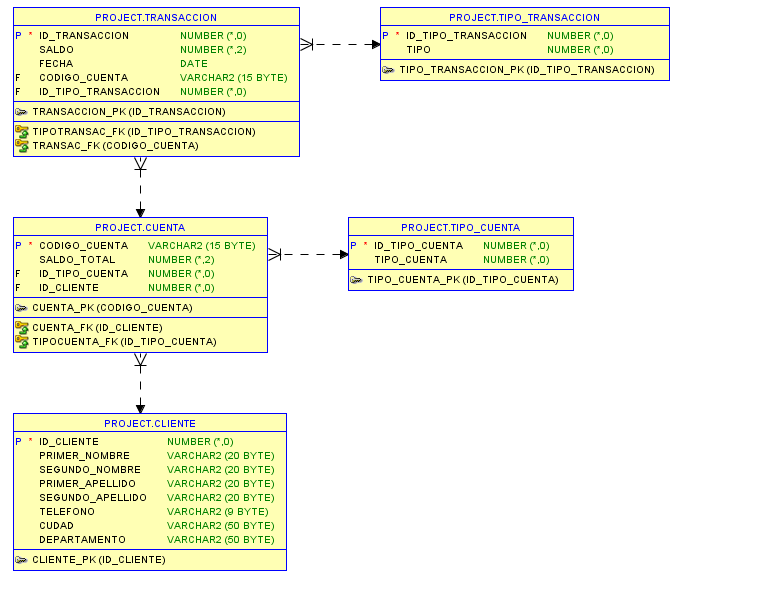 PROJECT.TRANSACCION
P * ID_TRANSACCION NUMBER (*,0)
SALDO NUMBER (*,2)
FECHA DATE
F CODIGO_CUENTA VARCHAR2 (15 BYTE)
F ID_TIPO_TRANSACCION NUMBER (*,0)
TRANSACCION_PK (ID_TRANSACCION)
TIPOTRANSAC_FK (ID_TIPO_TRANSACCION)
TRANSAC_FK (CODIGO_CUENTA)
PROJECT.TIPO_TRANSACCION
P * ID_TIPO_TRANSACCION NUMBER (*,0)
TIPO NUMBER (*,0)
TIPO_TRANSACCION_PK (ID_TIPO_TRANSACCION)
PROJECT.CUENTA
P * CODIGO_CUENTA VARCHAR2 (15 BYTE)
SALDO_TOTAL NUMBER (*,2)
F ID_TIPO_CUENTA NUMBER (*,0)
F ID_CLIENTE NUMBER (*,0)
CUENTA_PK (CODIGO_CUENTA)
CUENTA_FK (ID_CLIENTE)
TIPOCUENTA_FK (ID_TIPO_CUENTA)
PROJECT.TIPO_CUENTA
P * ID_TIPO_CUENTA NUMBER (*,0)
TIPO_CUENTA NUMBER (*,0)
TIPO_CUENTA_PK (ID_TIPO_CUENTA)
PROJECT.CLIENTE
P * ID_CLIENTE NUMBER (*,0)
PRIMER_NOMBRE VARCHAR2 (20 BYTE)
SEGUNDO_NOMBRE VARCHAR2 (20 BYTE)
PRIMER_APELLIDO VARCHAR2 (20 BYTE)
SEGUNDO_APELLIDO VARCHAR2 (20 BYTE)
TELEFONO VARCHAR2 (9 BYTE)
CUDAD VARCHAR2 (50 BYTE)
DEPARTAMENTO VARCHAR2 (50 BYTE)
CLIENTE_PK (ID_CLIENTE)